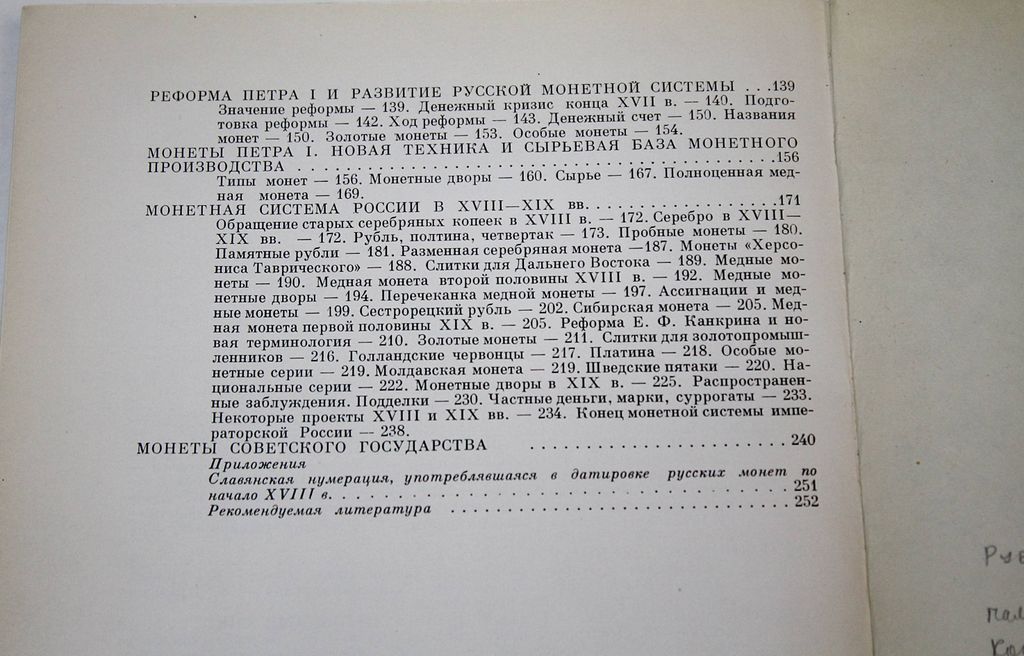 РЕФОРМА ПЕТРА I И РАЗВИТИЕ РУССКОЙ МОНЕТНОЙ СИСТЕМЫ . . .139
Значение реформы — 139. Денежный кризис конца XVII в. — 140. Подго-
товка реформы — 142. Ход реформы — 143. Денежный счет — 150. Названия
монет — 150. Золотые монеты — 153. Особые монеты — 154.
МОНЕТЫ ПЕТРА I. НОВАЯ ТЕХНИКА И СЫРЬЕВАЯ БАЗА МОНЕТНОГО
ПРОИЗВОДСТВА . . . . . . . . . . . . . . . . . . . . . . . . . . . . . . . . . .156
Типы монет — 156. Монетные дворы — 160. Сырье — 167. Полноценная мед-
ная монета — 169.
МОНЕТНАЯ СИСТЕМА РОССИИ В XVIII—XIX вв. . . . . . . . . . . . . . . .171
Обращение старых серебряных копеек в XVIII в. — 172. Серебро в XVIII—
XIX вв. — 172. Рубль, полтина, четвертак — 173. Пробные монеты — 180.
Памятные рубли — 181. Разменная серебряная монета —187. Монеты «Херсо-
ниса Таврического» — 188. Слитки для Дальнего Востока — 189. Медные мо-
неты — 190. Медная монета второй половины XVIII в. — 192. Медные мо-
нетные дворы — 194. Перечеканка медной монеты — 197. Ассигнации и мед-
ные монеты — 199. Сестрорецкий рубль — 202. Сибирская монета — 205. Мед-
ная монета первой половины XIX в. — 205. Реформа Е. Ф. Канкрина и но-
вая терминология — 210. Золотые монеты — 211. Слитки для золотопромыш-
ленников — 216. Голландские червонцы — 217. Платина — 218. Особые мо-
нетные серии — 219. Молдавская монета — 219. Шведские пятаки — 220. На-
циональные серии — 222. Монетные дворы в XIX в. — 225. Распространен-
ные заблуждения. Подделки — 230. Частные деньги, марки, суррогаты — 233.
Некоторые проекты XVIII и XIX вв. — 234. Конец монетной системы импе-
раторской России — 238.
МОНЕТЫ СОВЕТСКОГО ГОСУДАРСТВА . . . . . . . . . . . . . . . . . . . .240
Приложения
Славянская нумерация, употреблявшаяся в датировке русских монет по
начало XVIII в. . . . . . . . . . . . . . . . . . . . . . . . . . . . . . . . . . . . 251
Рекомендуемая литература . . . . . . . . . . . . . . . . . . . . . . . . . . . 252